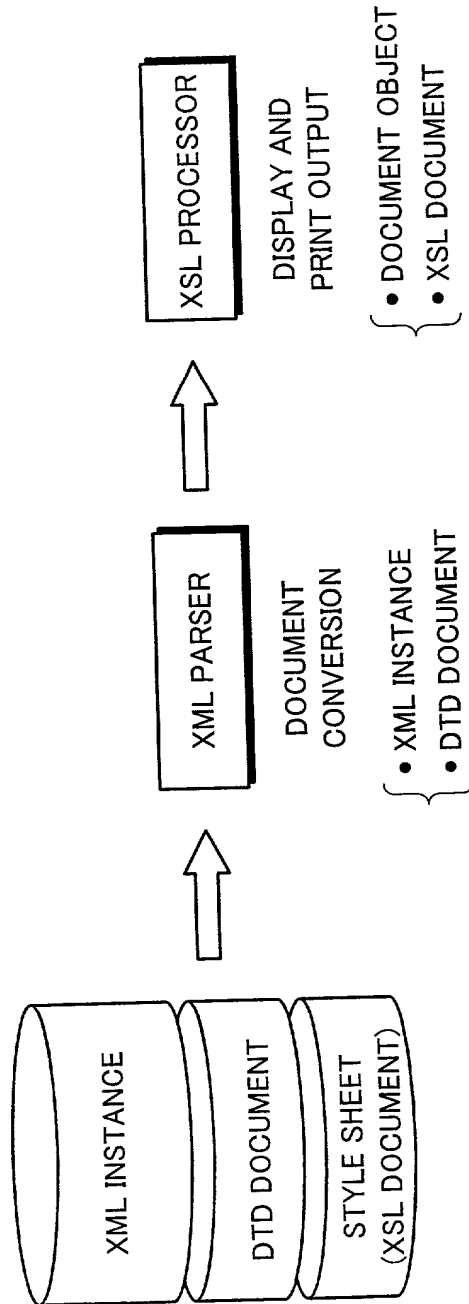 XML INSTANCE
DTD DOCUMENT
STYLE SHEET
(XSL DOCUMENT)
XML PARSER
DOCUMENT
CONVERSION
• XML INSTANCE
• DTD DOCUMENT
XSL PROCESSOR
DISPLAY AND
PRINT OUTPUT
• DOCUMENT OBJECT
• XSL DOCUMENT